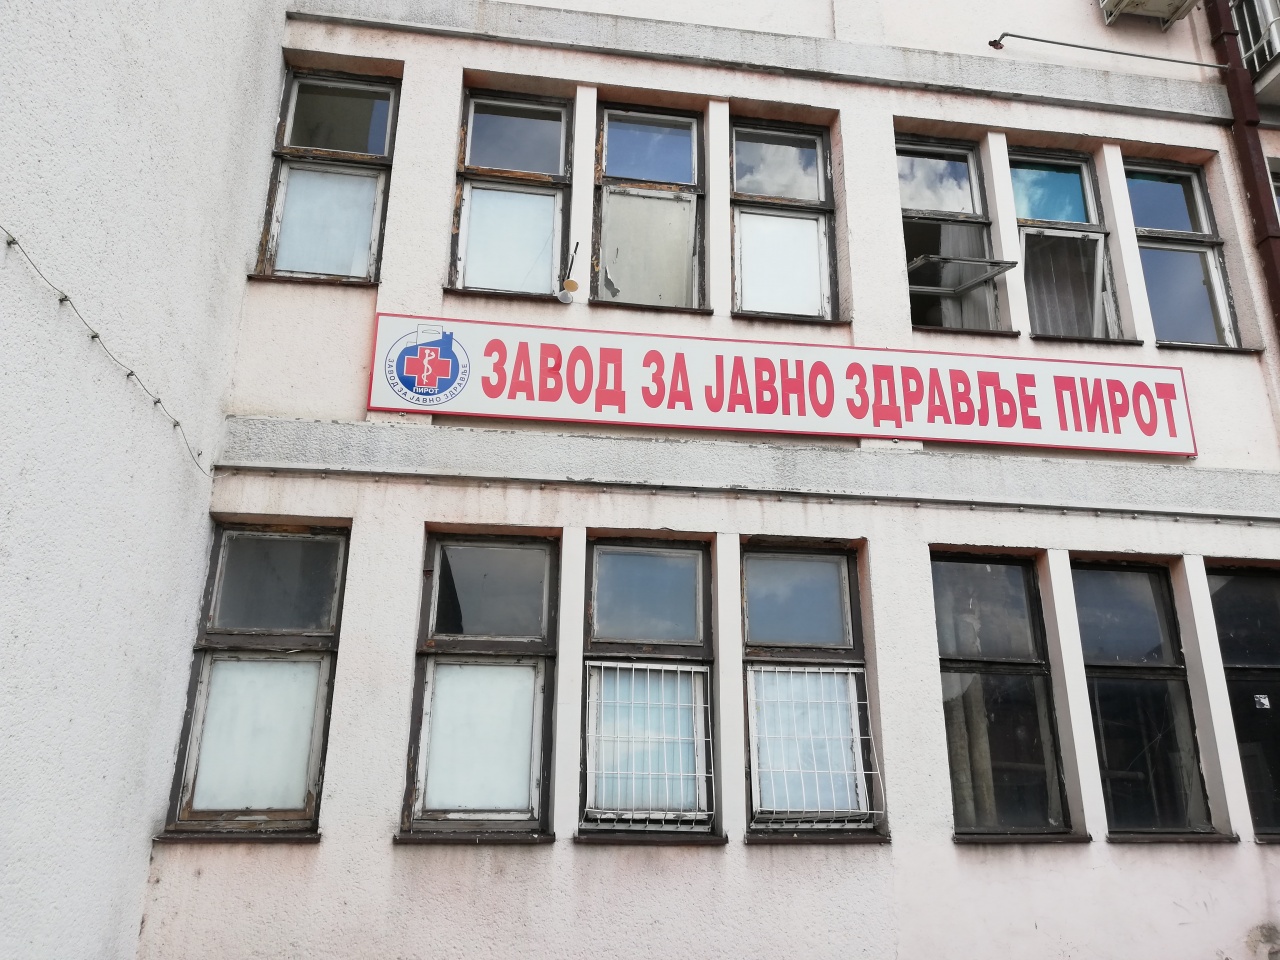 ЗАВОД ЗА ЈАВНО ЗДРАВЉЕ ПИРОТ
ПИРОТ
ЗАВОД ЗА ЈАВНО ЗДРАВЉЕ